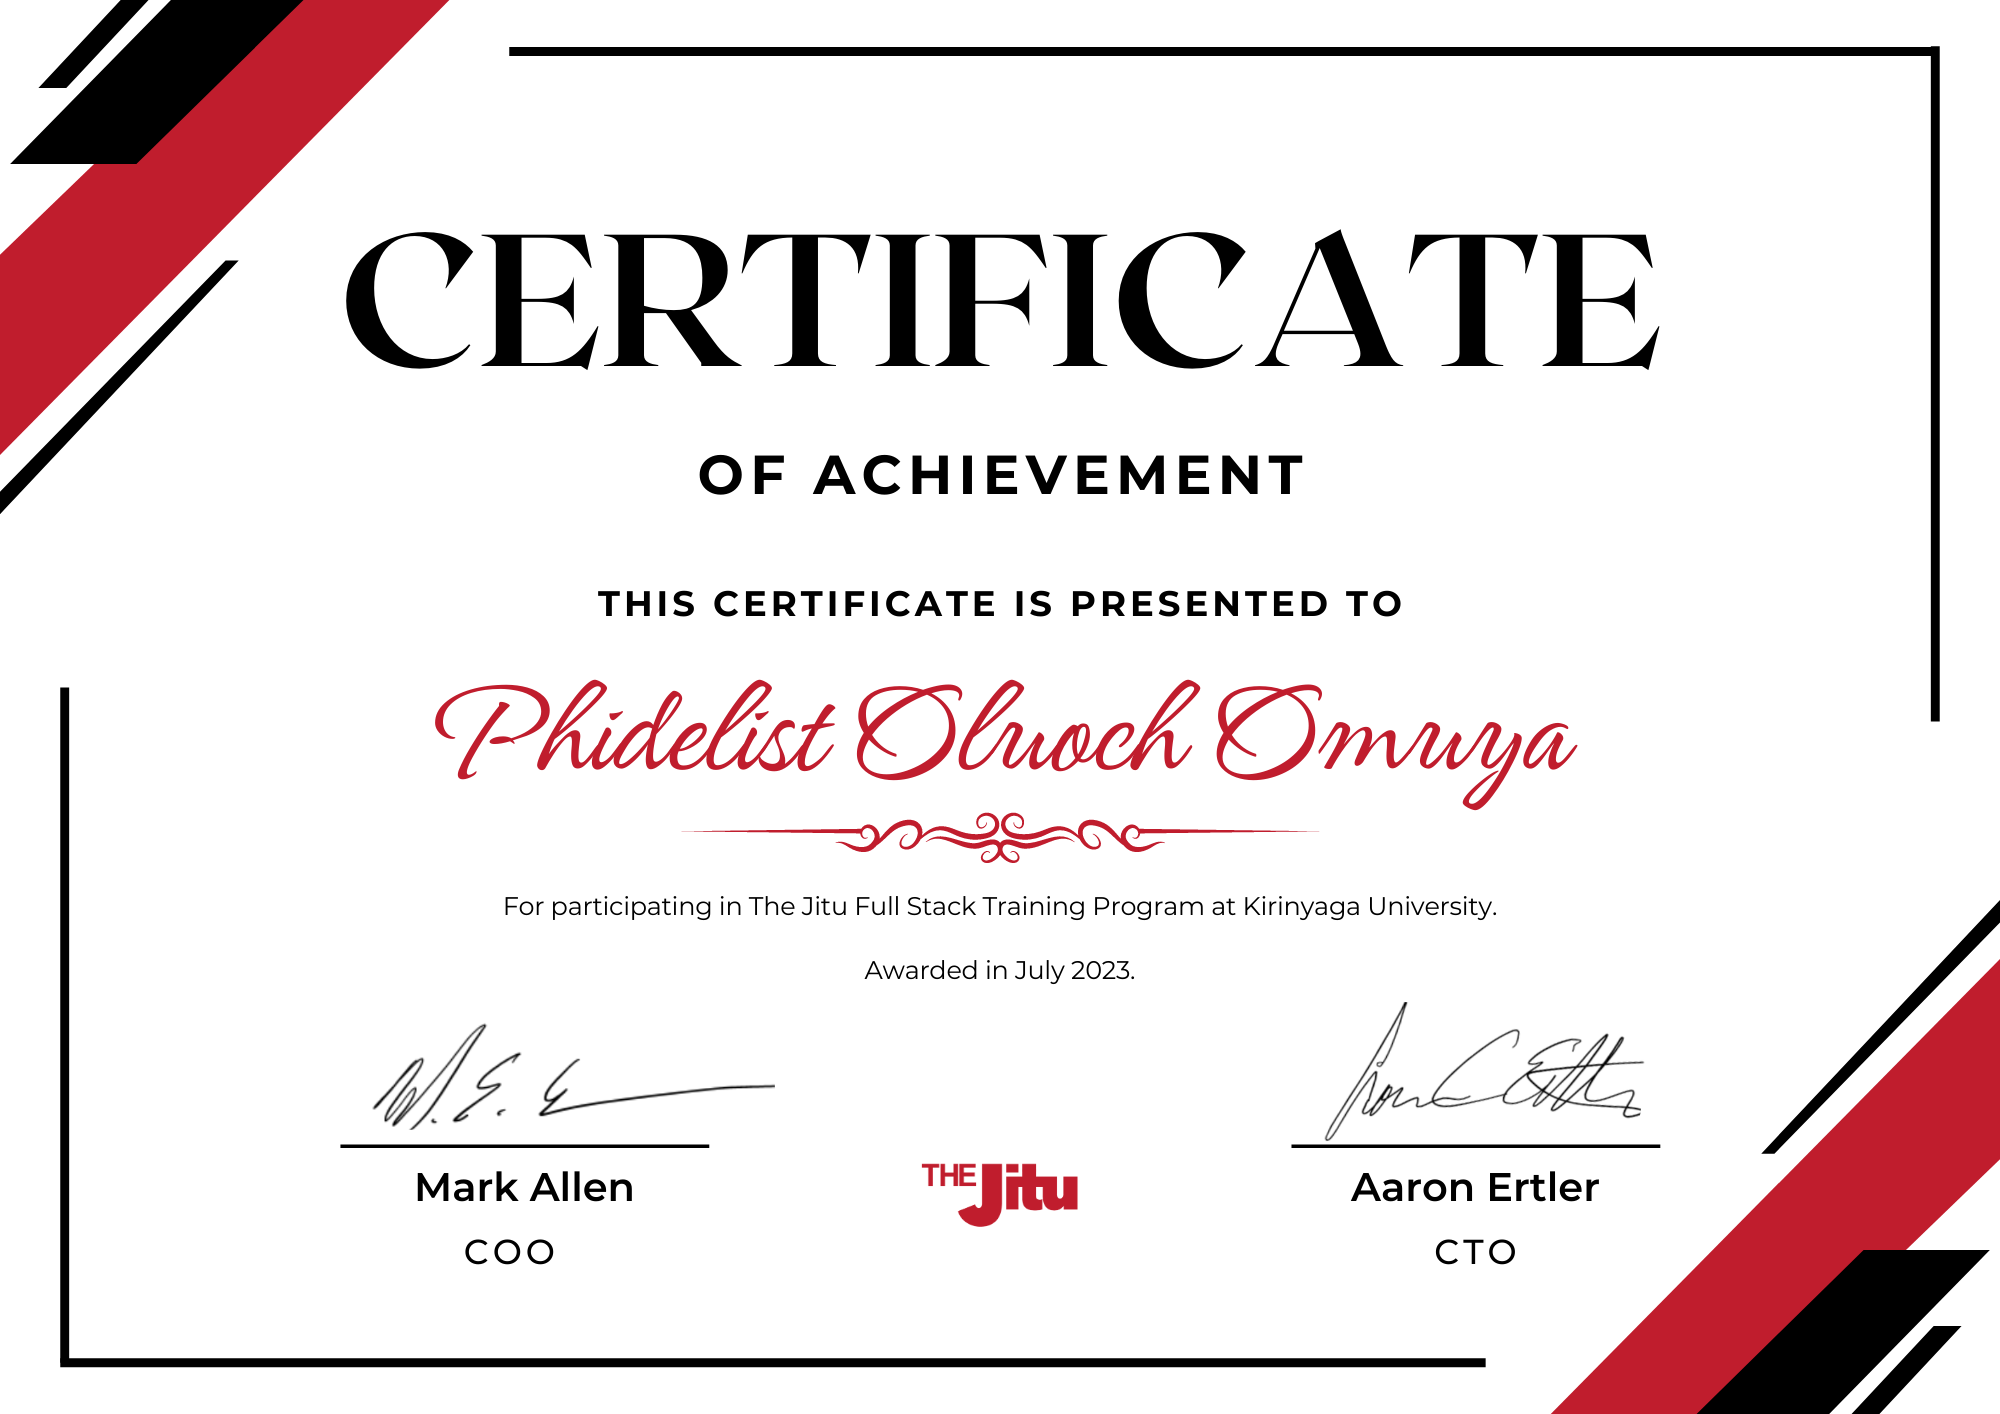 CERTIFICATE
OF ACHIEVEMENT
THIS CERTIFICATE IS PRESENTED TO
Phidelist Oluoch Omuya
For participating in The Jitu Full Stack Training Program at Kirinyaga University.
Awarded in July 2023.
Mark Allen
COO
THE Jitu
Aaron Ertler
CTO